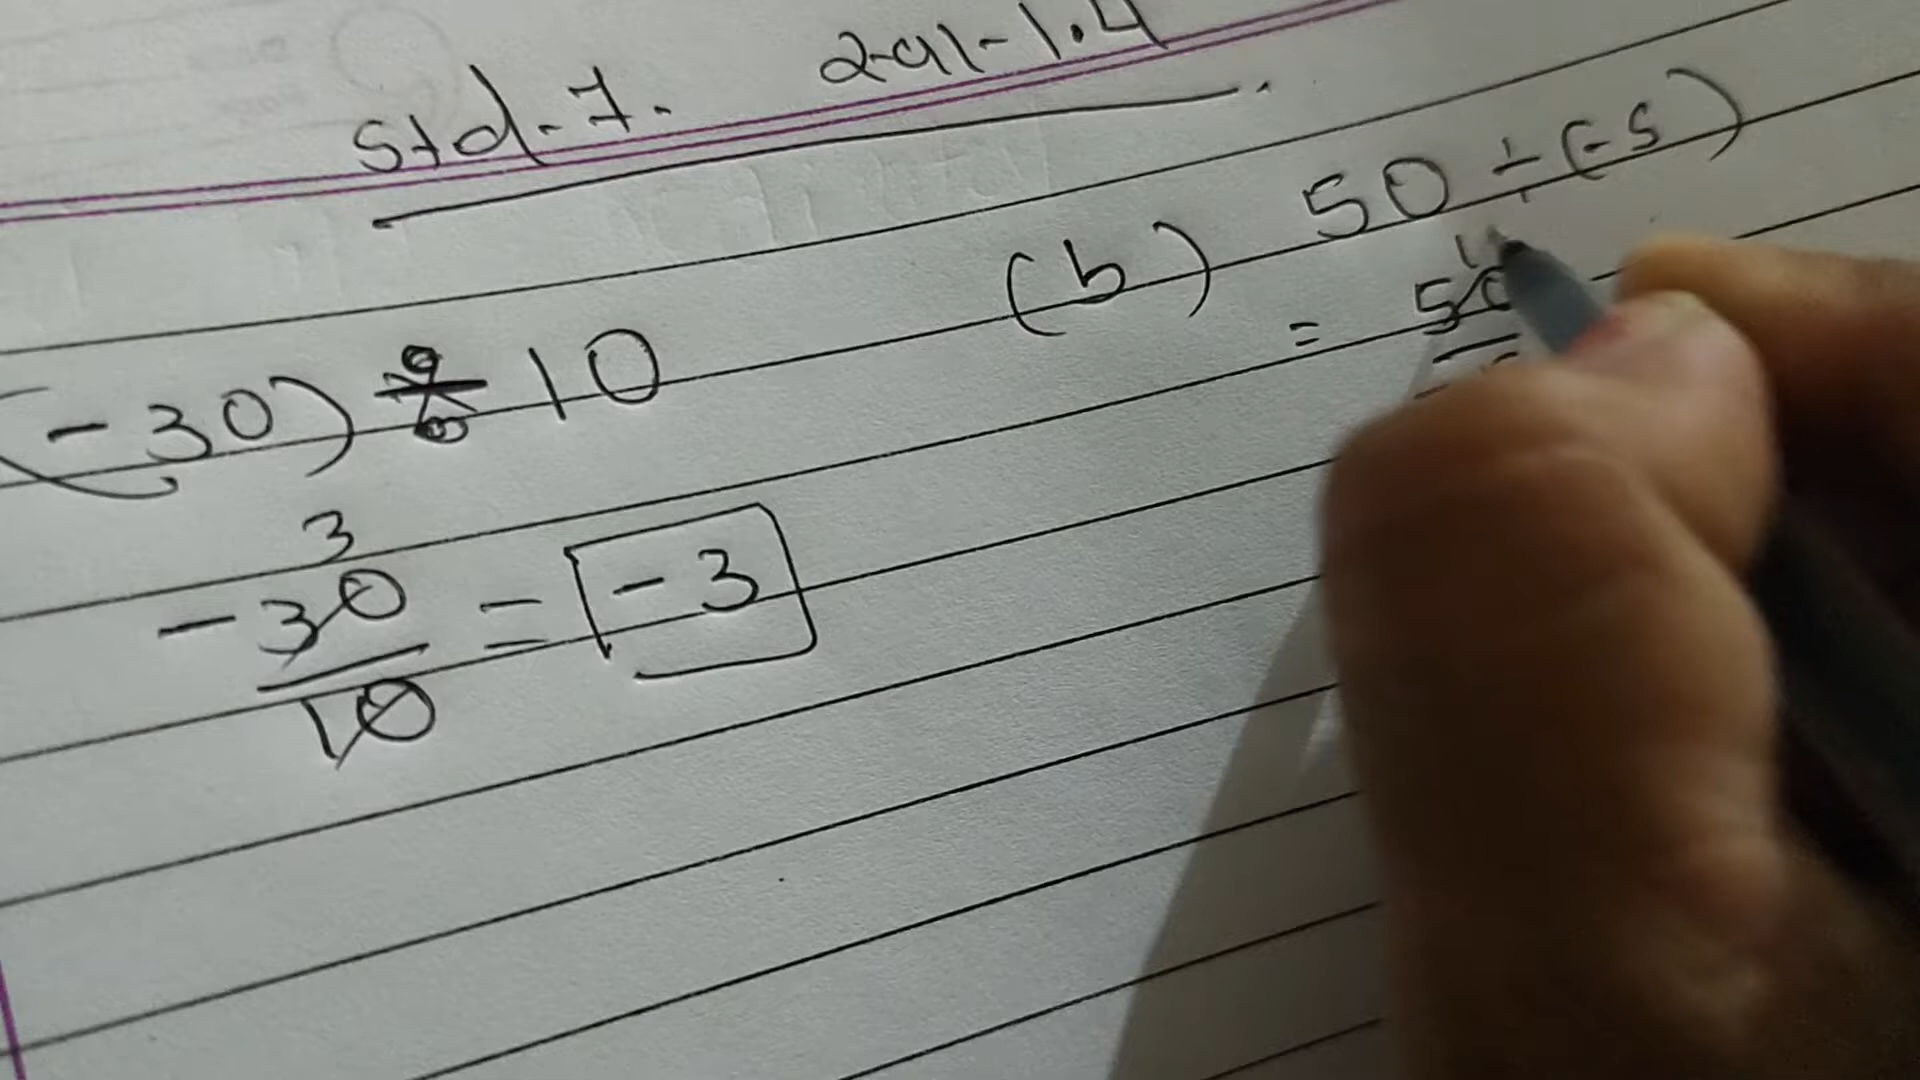 Std-7. સ્વા-1.4
(-30) ÷ 10
3
-30/10 = -3
(b) 50 ÷ (-5)
= 50